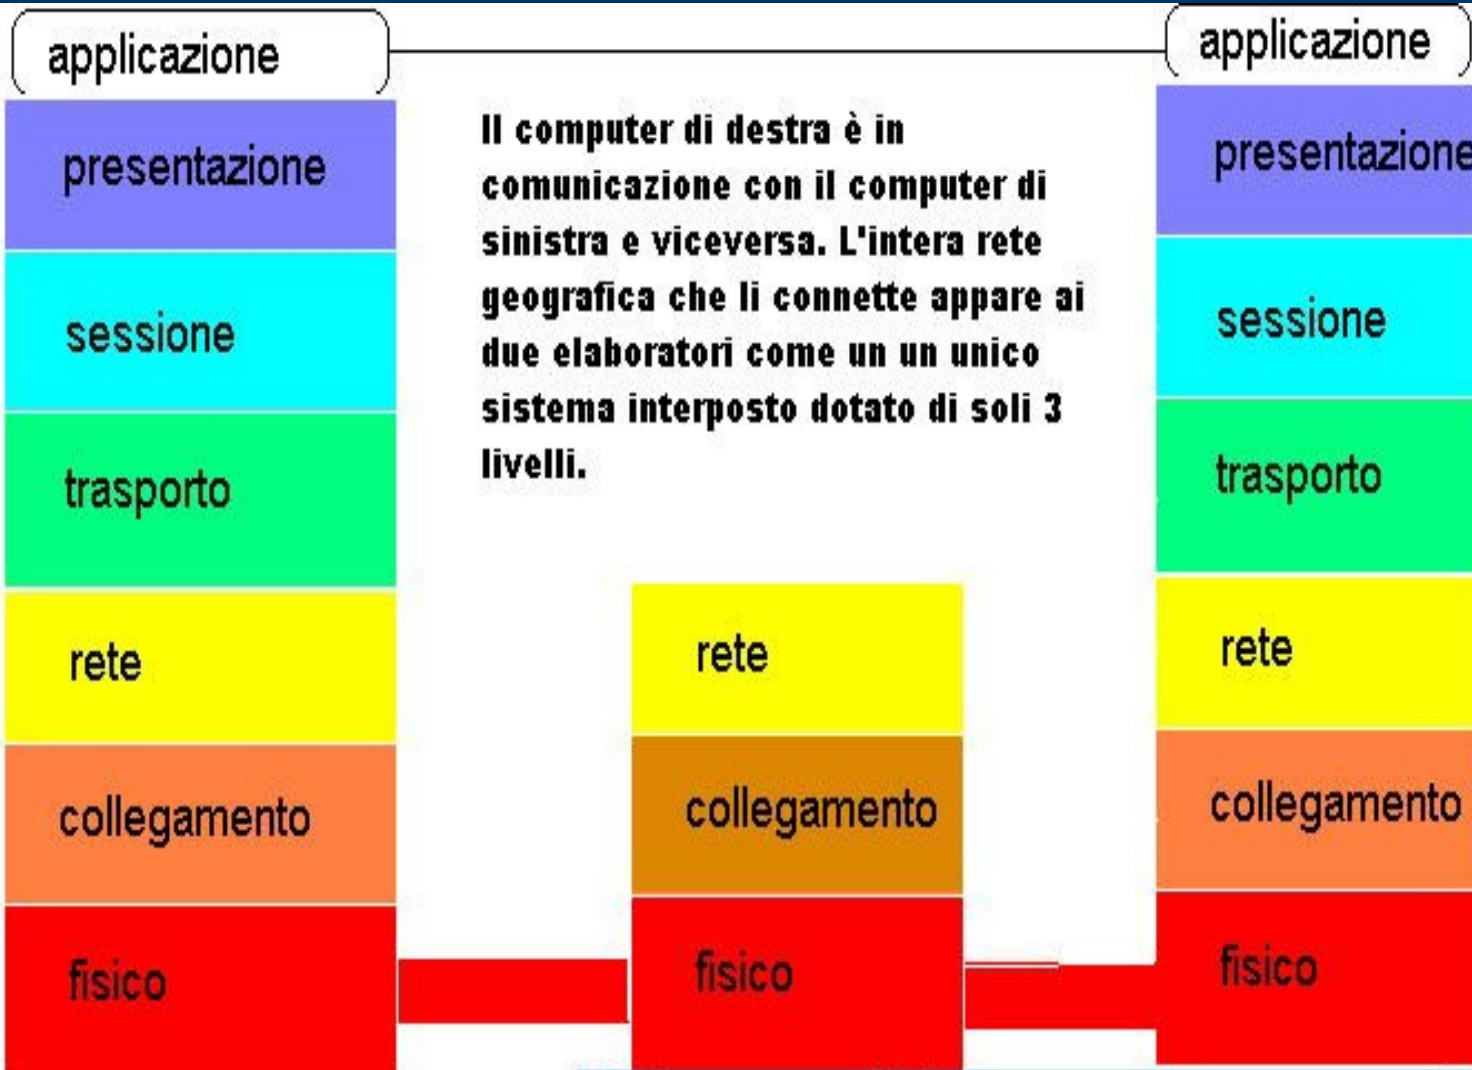 applicazione
presentazione
sessione
trasporto
rete
collegamento
fisico
Il computer di destra è in
comunicazione con il computer di
sinistra e viceversa. L'intera rete
geografica che li connette appare ai
due elaboratori come un un unico
sistema interposto dotato di soli 3
livelli.
rete
collegamento
fisico
applicazione
presentazione
sessione
trasporto
rete
collegamento
fisico